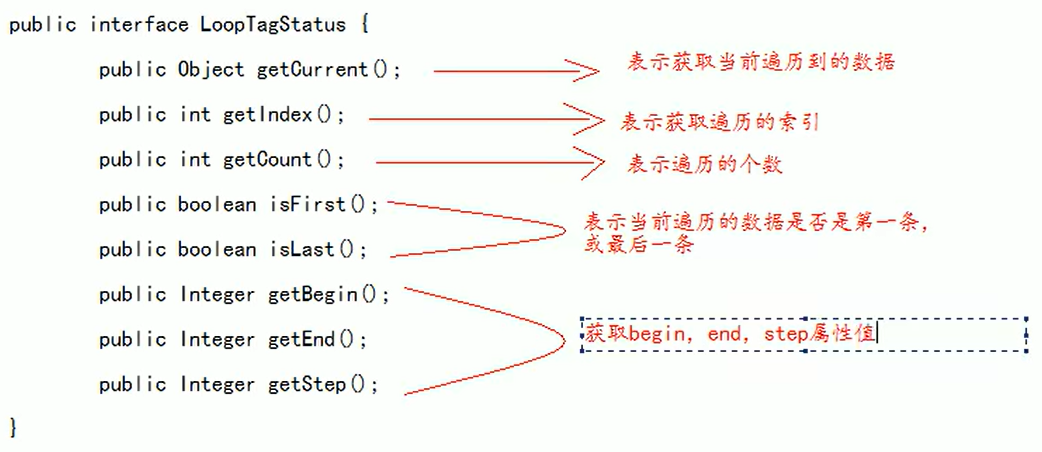 public interface LoopTagStatus {
public Object getCurrent();
表示获取当前遍历到的数据
public int getIndex();
表示获取遍历的索引
public int getCount();
表示遍历的个数
public boolean isFirst();
表示当前遍历的数据是否是第一条,
或最后一条
public boolean isLast();
public Integer getBegin();
public Integer getEnd();
获取begin, end, step属性值
public Integer getStep();
}